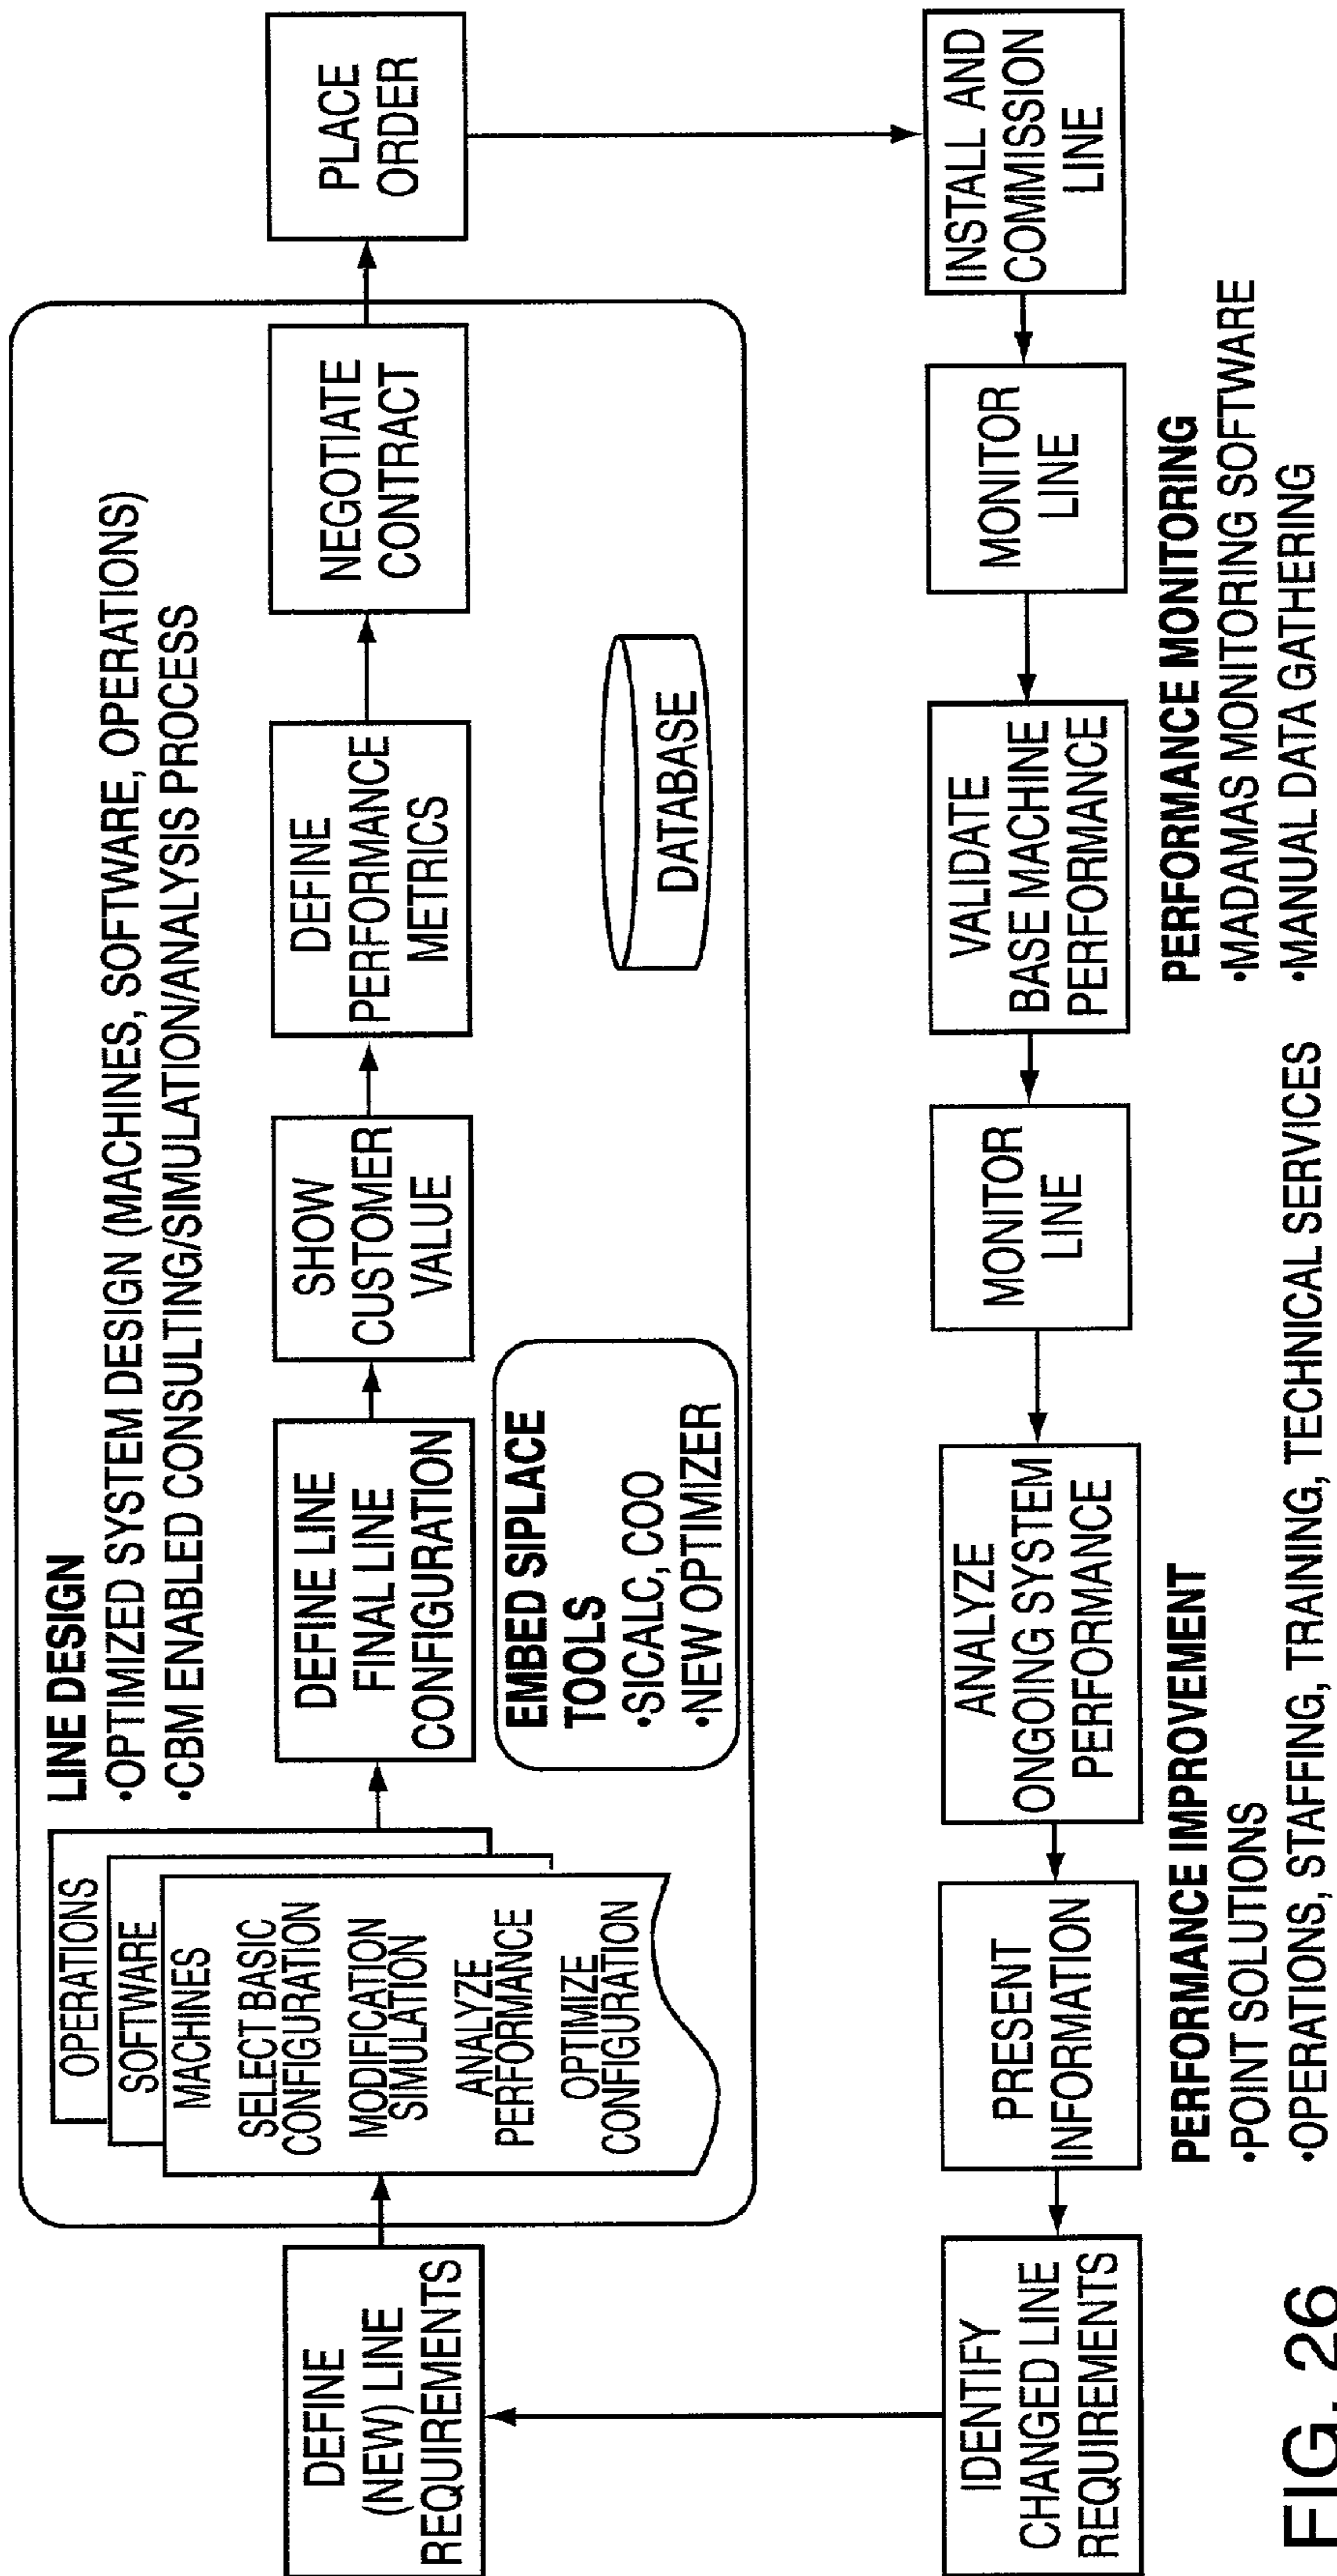 LINE DESIGN
•OPTIMIZED SYSTEM DESIGN (MACHINES, SOFTWARE, OPERATIONS)
•CBM ENABLED CONSULTING/SIMULATION/ANALYSIS PROCESS
DEFINE
(NEW) LINE
REQUIREMENTS
OPERATIONS
SOFTWARE
MACHINES
SELECT BASIC
CONFIGURATION
MODIFICATION
SIMULATION
ANALYZE
PERFORMANCE
OPTIMIZE
CONFIGURATION
DEFINE LINE
FINAL LINE
CONFIGURATION
SHOW
CUSTOMER
VALUE
DEFINE
PERFORMANCE
METRICS
NEGOTIATE
CONTRACT
PLACE
ORDER
EMBED SIPLACE
TOOLS
•SICALC, COO
•NEW OPTIMIZER
DATABASE
IDENTIFY
CHANGED LINE
REQUIREMENTS
PRESENT
INFORMATION
ANALYZE
ONGOING SYSTEM
PERFORMANCE
MONITOR
LINE
VALIDATE
BASE MACHINE
PERFORMANCE
MONITOR
LINE
INSTALL AND
COMMISSION
LINE
PERFORMANCE IMPROVEMENT
•POINT SOLUTIONS
•OPERATIONS, STAFFING, TRAINING, TECHNICAL SERVICES
PERFORMANCE MONITORING
•MADAMAS MONITORING SOFTWARE
•MANUAL DATA GATHERING
FIG. 26